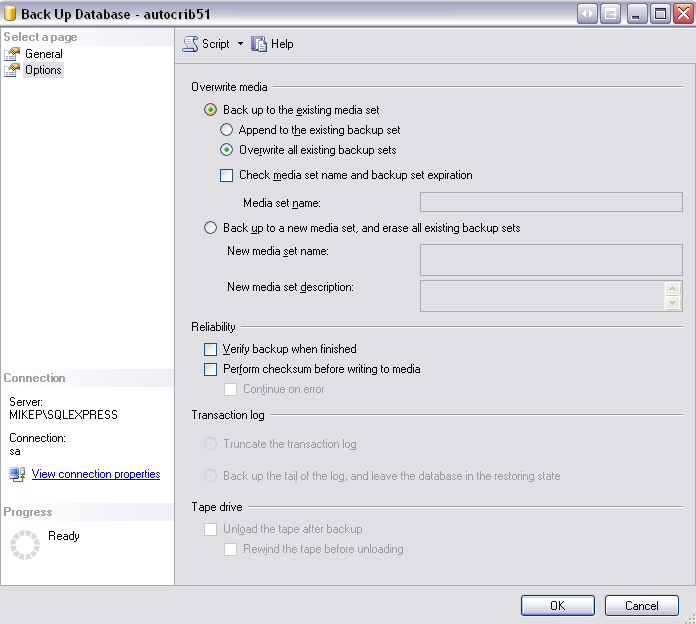 Back Up Database - autocrib51
Select a page
General
Options
Script Help
Overwrite media
Back up to the existing media set
Append to the existing backup set
Overwrite all existing backup sets
Check media set name and backup set expiration
Media set name:
Back up to a new media set, and erase all existing backup sets
New media set name:
New media set description:
Reliability
Verify backup when finished
Perform checksum before writing to media
Continue on error
Transaction log
Truncate the transaction log
Back up the tail of the log, and leave the database in the restoring state
Tape drive
Unload the tape after backup
Rewind the tape before unloading
Connection
Server:
MIKEP\SQLEXPRESS
Connection:
sa
View connection properties
Progress
Ready
OK Cancel